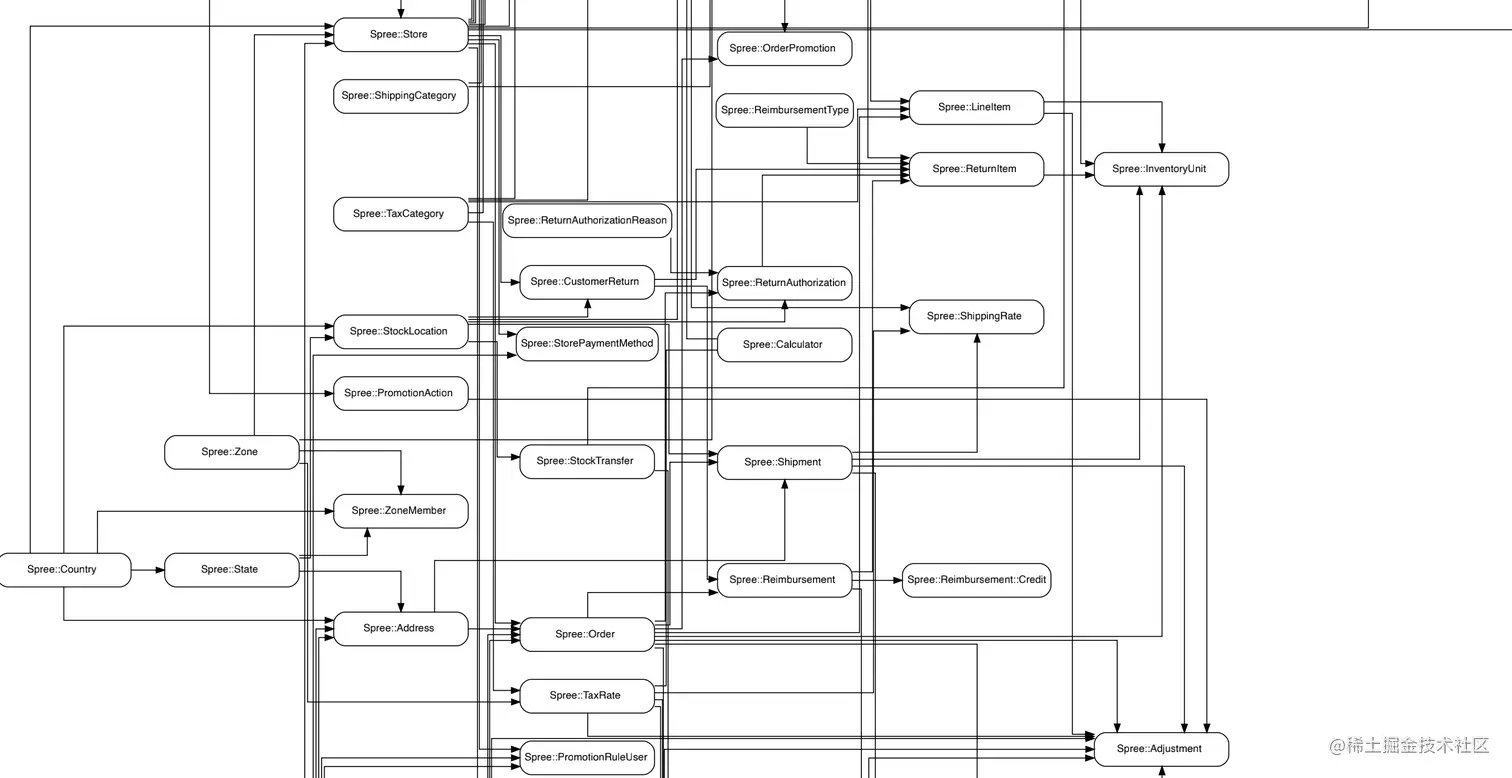 Spree::Store
Spree::OrderPromotion
Spree::ShippingCategory
Spree::ReimbursementType
Spree::LineItem
Spree::ReturnItem
Spree::InventoryUnit
Spree::TaxCategory
Spree::ReturnAuthorizationReason
Spree::CustomerReturn
Spree::ReturnAuthorization
Spree::ShippingRate
Spree::StockLocation
Spree::StorePaymentMethod
Spree::Calculator
Spree::PromotionAction
Spree::Zone
Spree::StockTransfer
Spree::Shipment
Spree::ZoneMember
Spree::Country
Spree::State
Spree::Reimbursement
Spree::Reimbursement::Credit
Spree::Address
Spree::Order
Spree::TaxRate
Spree::Adjustment
Spree::PromotionRuleUser
@稀土掘金技术社区